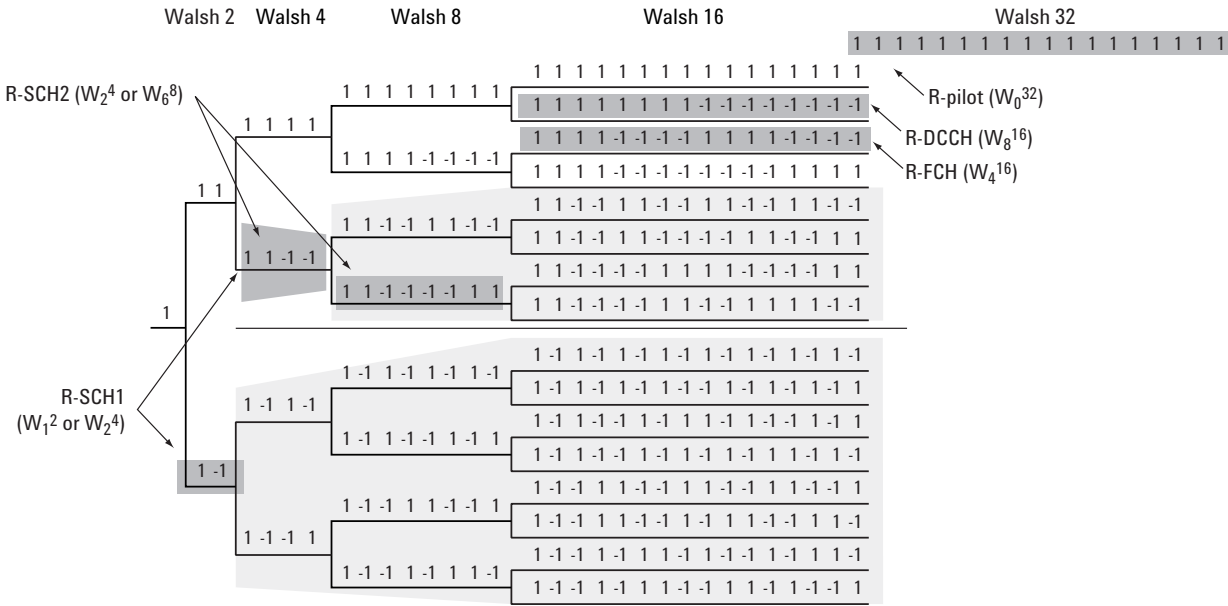 Walsh 2
Walsh 4
Walsh 8
Walsh 16
Walsh 32
1 1 1 1 1 1 1 1 1 1 1 1 1 1 1 1 1 1
R-pilot (W₀³²)
R-DCCH (W₈¹⁶)
R-FCH (W₄¹⁶)
R-SCH2 (W₂⁴ or W₆⁸)
R-SCH1
(W₁² or W₂⁴)
1
1 1
1 -1
1 1 1 1
1 1 -1 -1
1 -1 1 -1
1 -1 -1 1
1 1 1 1 1 1 1 1
1 1 1 1 -1 -1 -1 -1
1 1 -1 -1 1 1 -1 -1
1 1 -1 -1 -1 -1 1 1
1 -1 1 -1 1 -1 1 -1
1 -1 1 -1 -1 1 -1 1
1 -1 -1 1 1 -1 -1 1
1 -1 -1 1 -1 1 1 -1
1 1 1 1 1 1 1 1 1 1 1 1 1 1 1 1
1 1 1 1 1 1 1 1 -1 -1 -1 -1 -1 -1 -1 -1
1 1 1 1 -1 -1 -1 -1 1 1 1 1 -1 -1 -1 -1
1 1 1 1 -1 -1 -1 -1 -1 -1 -1 -1 1 1 1 1
1 1 -1 -1 1 1 -1 -1 1 1 -1 -1 1 1 -1 -1
1 1 -1 -1 1 1 -1 -1 -1 -1 1 1 -1 -1 1 1
1 1 -1 -1 -1 -1 1 1 1 1 -1 -1 -1 -1 1 1
1 1 -1 -1 -1 -1 1 1 -1 -1 1 1 1 1 -1 -1
1 -1 1 -1 1 -1 1 -1 1 -1 1 -1 1 -1 1 -1
1 -1 1 -1 1 -1 1 -1 -1 1 -1 1 -1 1 -1 1
1 -1 1 -1 -1 1 -1 1 1 -1 1 -1 -1 1 -1 1
1 -1 1 -1 -1 1 -1 1 -1 1 -1 1 1 -1 1 -1
1 -1 -1 1 1 -1 -1 1 1 -1 -1 1 1 -1 -1 1
1 -1 -1 1 1 -1 -1 1 -1 1 1 -1 -1 1 1 -1
1 -1 -1 1 -1 1 1 -1 1 -1 -1 1 -1 1 1 -1
1 -1 -1 1 -1 1 1 -1 -1 1 1 -1 1 -1 -1 1